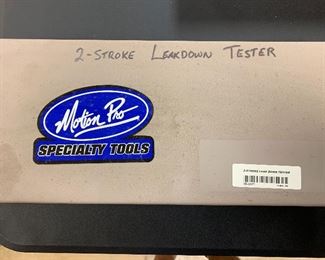 2-STROKE LEAKDOWN TESTER
Motion Pro
SPECIALTY TOOLS